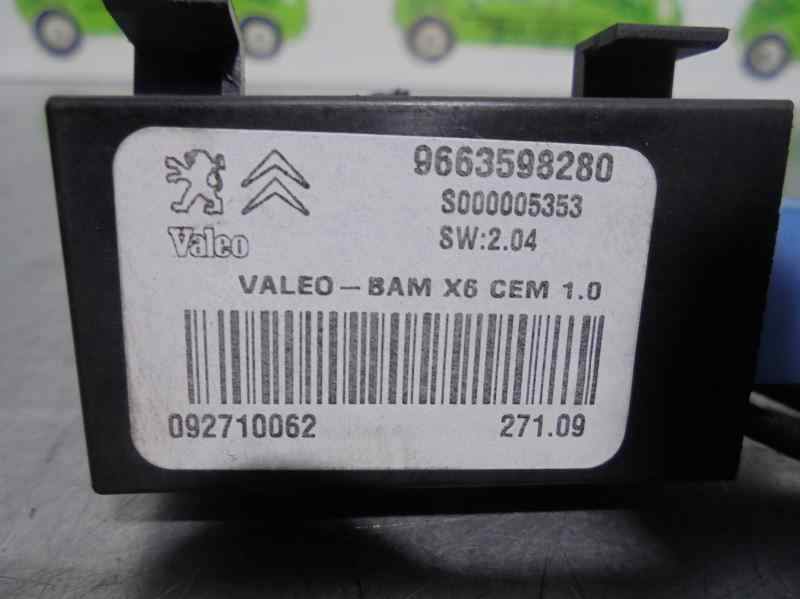 9663598280
S000005353
SW:2.04
Valeo
VALEO-BAM X6 CEM 1.0
092710062 271.09